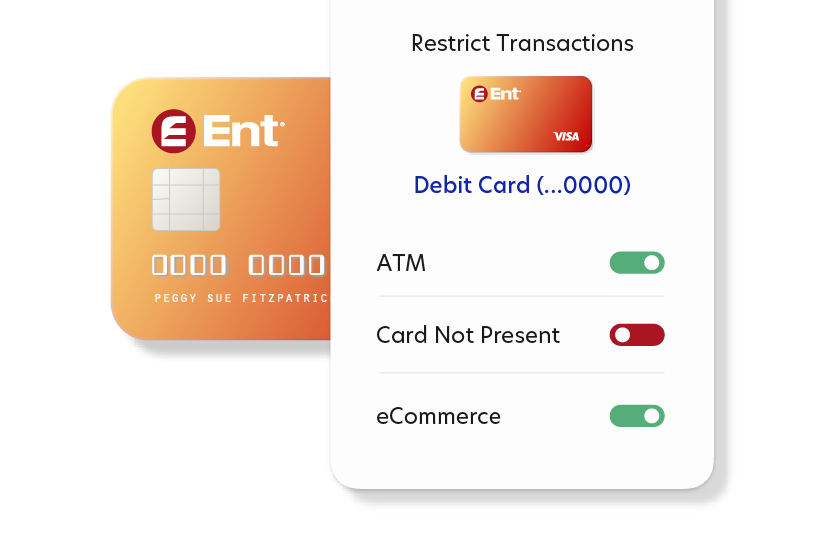 Ent
0000 0000
PEGGY SUE FITZPATRIC
Restrict Transactions
Ent
VISA
Debit Card (...0000)
ATM
Card Not Present
eCommerce